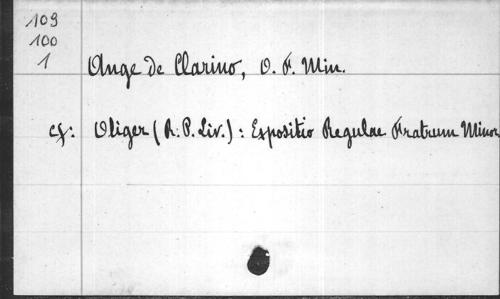 109
100
1
Ange de Clarino, O. F. Min.
cf: Oliger (R. P. Liv.) : Expositio Regulae Fratrum Minor